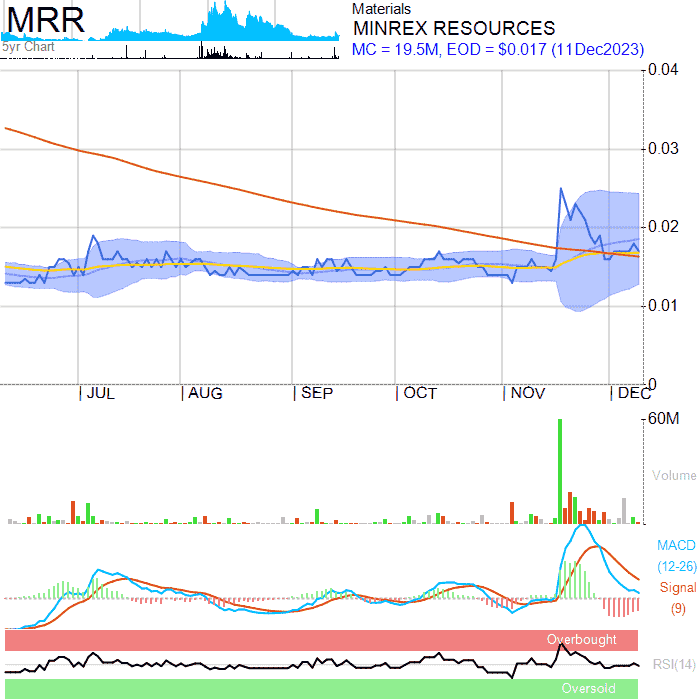 MRR
5yr Chart
Materials
MINREX RESOURCES
MC = 19.5M, EOD = $0.017 (11Dec2023)
0.04
0.03
0.02
0.01
0
JUL
AUG
SEP
OCT
NOV
DEC
60M
Volume
MACD
(12-26)
Signal
(9)
Overbought
RSI(14)
Oversold